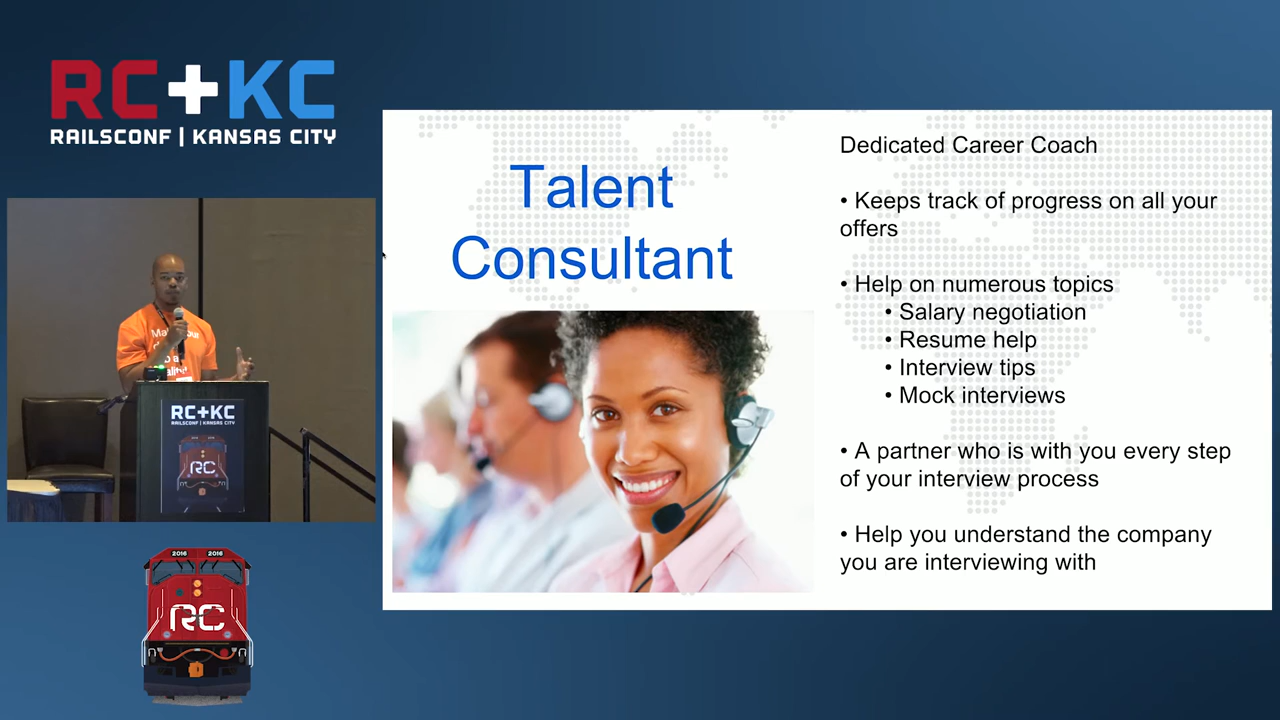 RC+KC
RAILSCONF | KANSAS CITY
Talent
Consultant
Dedicated Career Coach
• Keeps track of progress on all your
offers
• Help on numerous topics
• Salary negotiation
• Resume help
• Interview tips
• Mock interviews
• A partner who is with you every step
of your interview process
• Help you understand the company
you are interviewing with
RC+KC
RAILSCONF | KANSAS CITY
RC
2016 2016
RC